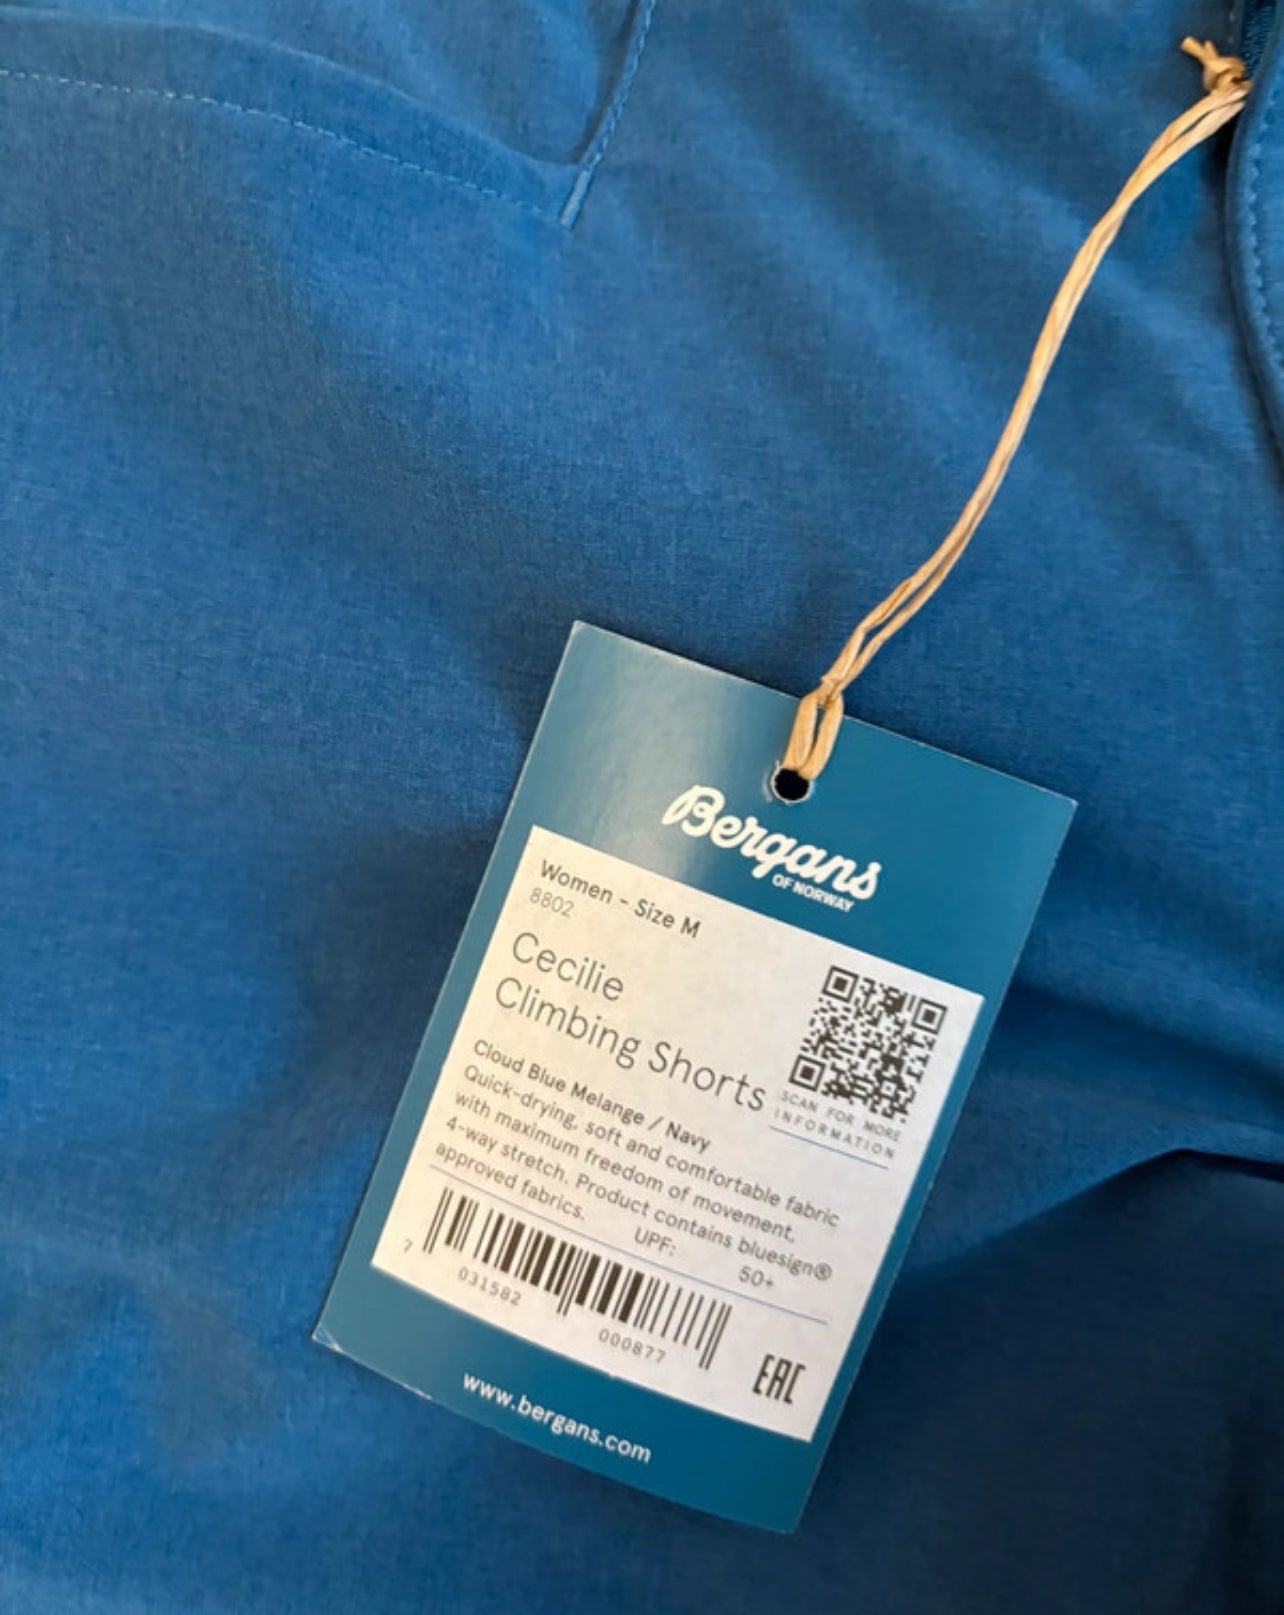 Bergans
OF NORWAY
Women - Size M
8802
Cecilie
Climbing Shorts
SCAN FOR MORE
INFORMATION
Cloud Blue Melange / Navy
Quick-drying, soft and comfortable fabric
with maximum freedom of movement,
4-way stretch. Product contains bluesign®
approved fabrics.
UPF: 50+
7 031582 000877
EAC
www.bergans.com